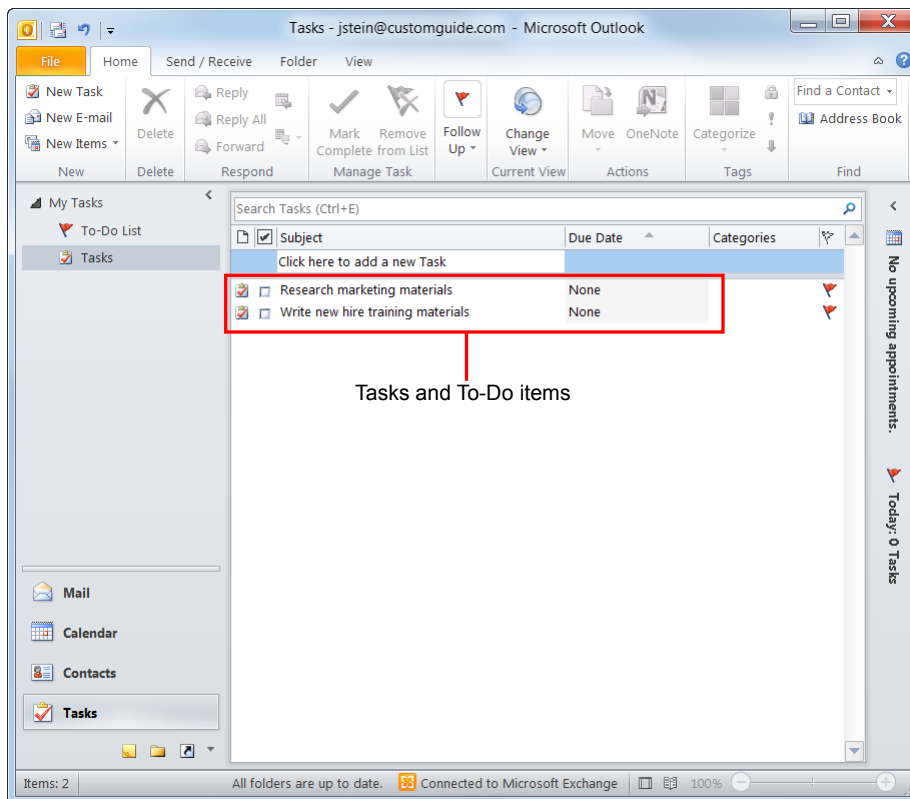 Tasks - jstein@customguide.com - Microsoft Outlook
File Home Send / Receive Folder View
New Task
New E-mail
New Items
New
Delete
Delete
Reply
Reply All
Forward
Respond
Mark Complete
Remove from List
Manage Task
Follow Up
Change View
Current View
Move
OneNote
Actions
Categorize
Tags
Find a Contact
Address Book
Find
My Tasks
To-Do List
Tasks
Search Tasks (Ctrl+E)
Subject Due Date Categories
Click here to add a new Task
Research marketing materials None
Write new hire training materials None
Tasks and To-Do items
No upcoming appointments.
Today: 0 Tasks
Mail
Calendar
Contacts
Tasks
Items: 2 All folders are up to date. Connected to Microsoft Exchange 100%